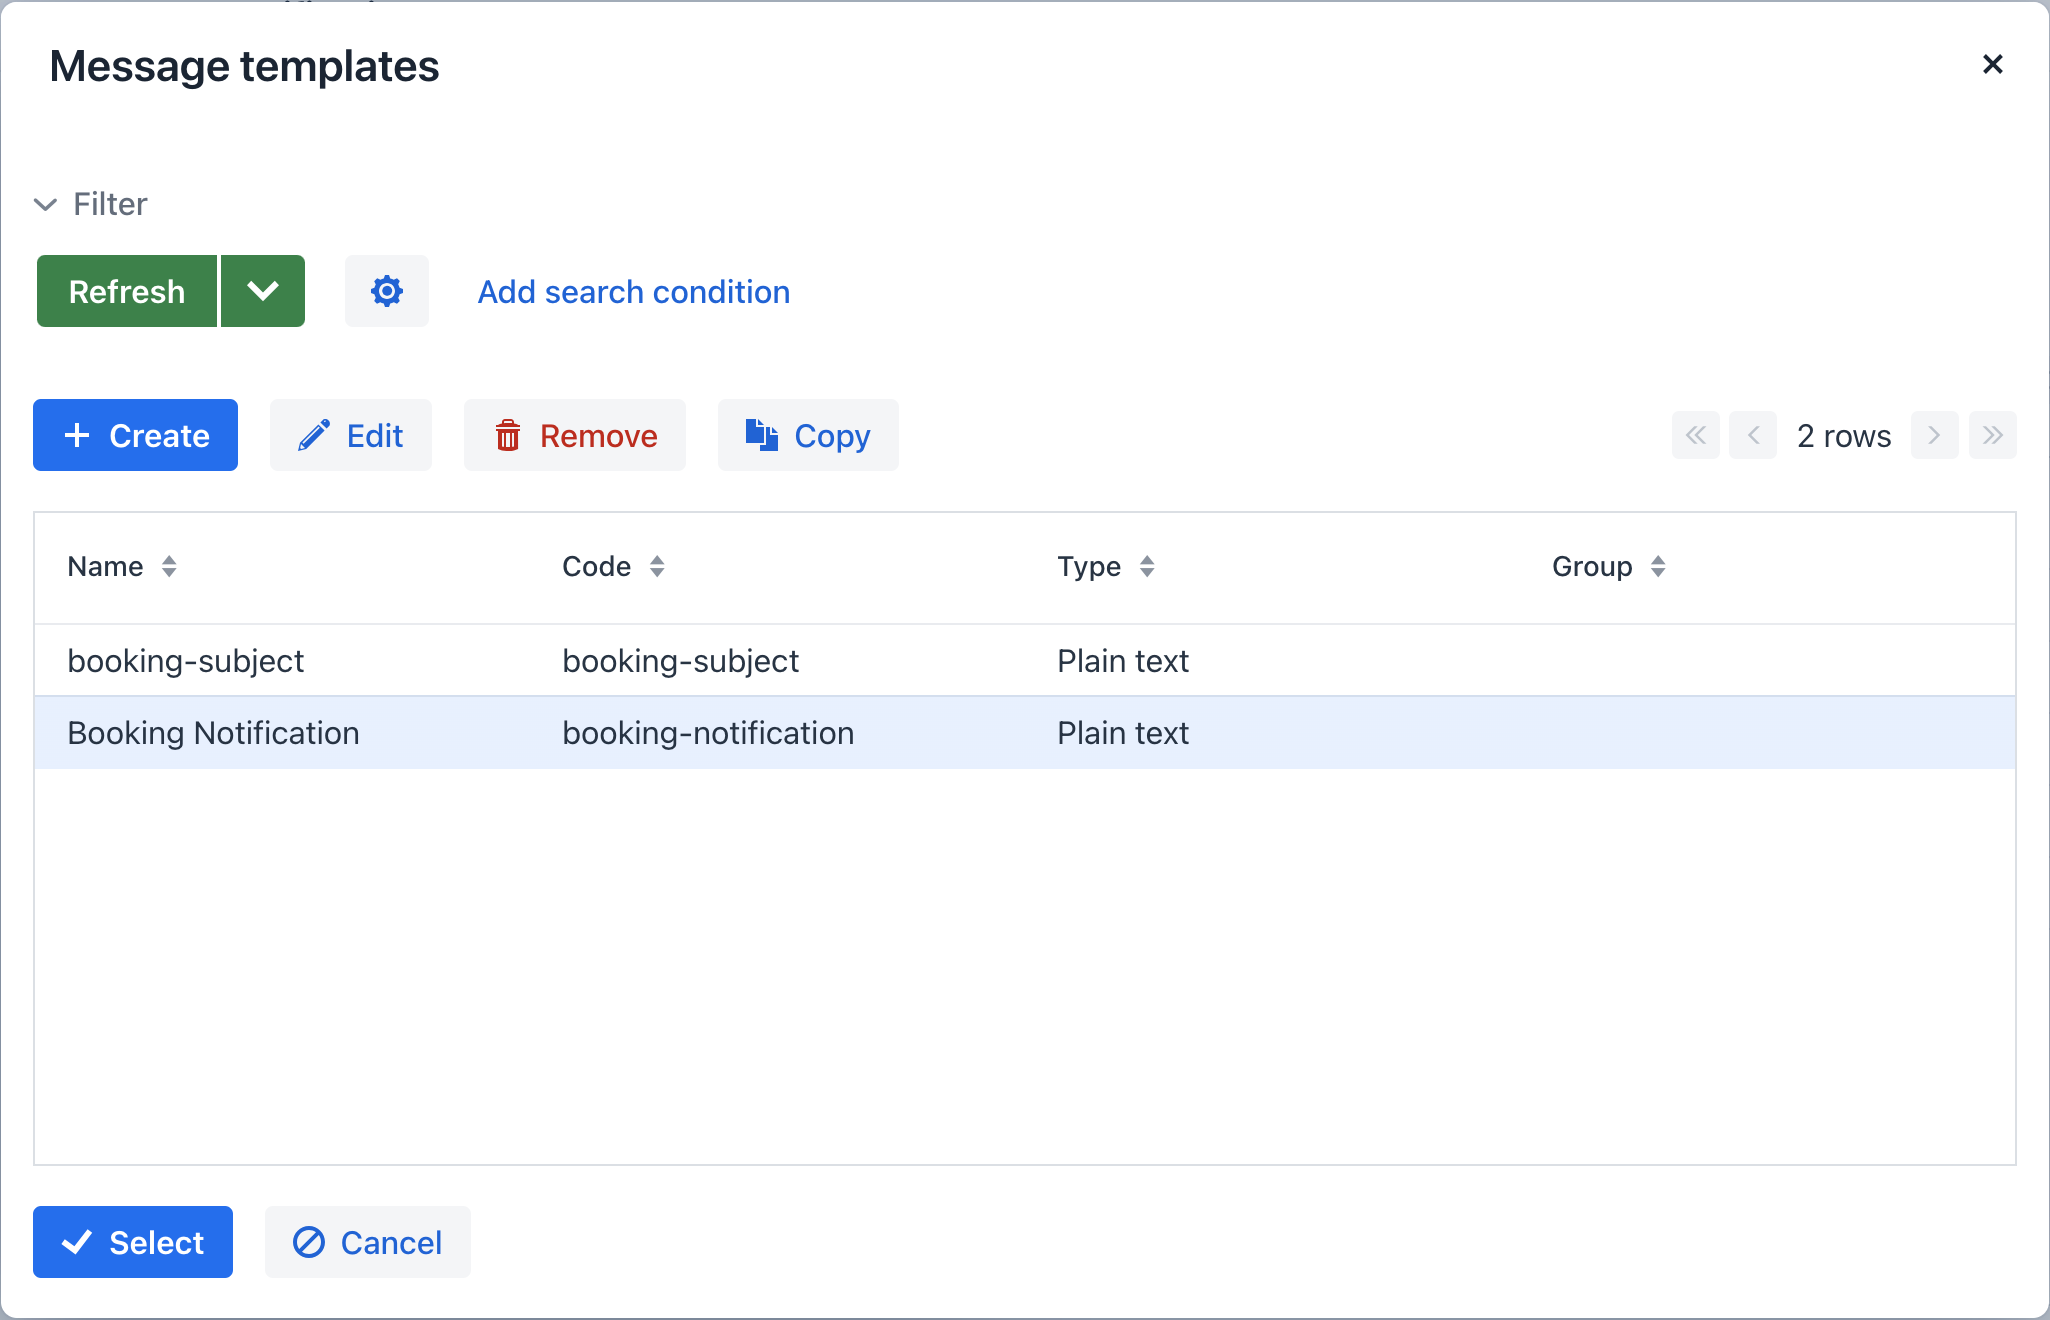 Message templates
Filter
Refresh Add search condition
Create Edit Remove Copy 2 rows
Name Code Type Group
booking-subject booking-subject Plain text
Booking Notification booking-notification Plain text
Select Cancel